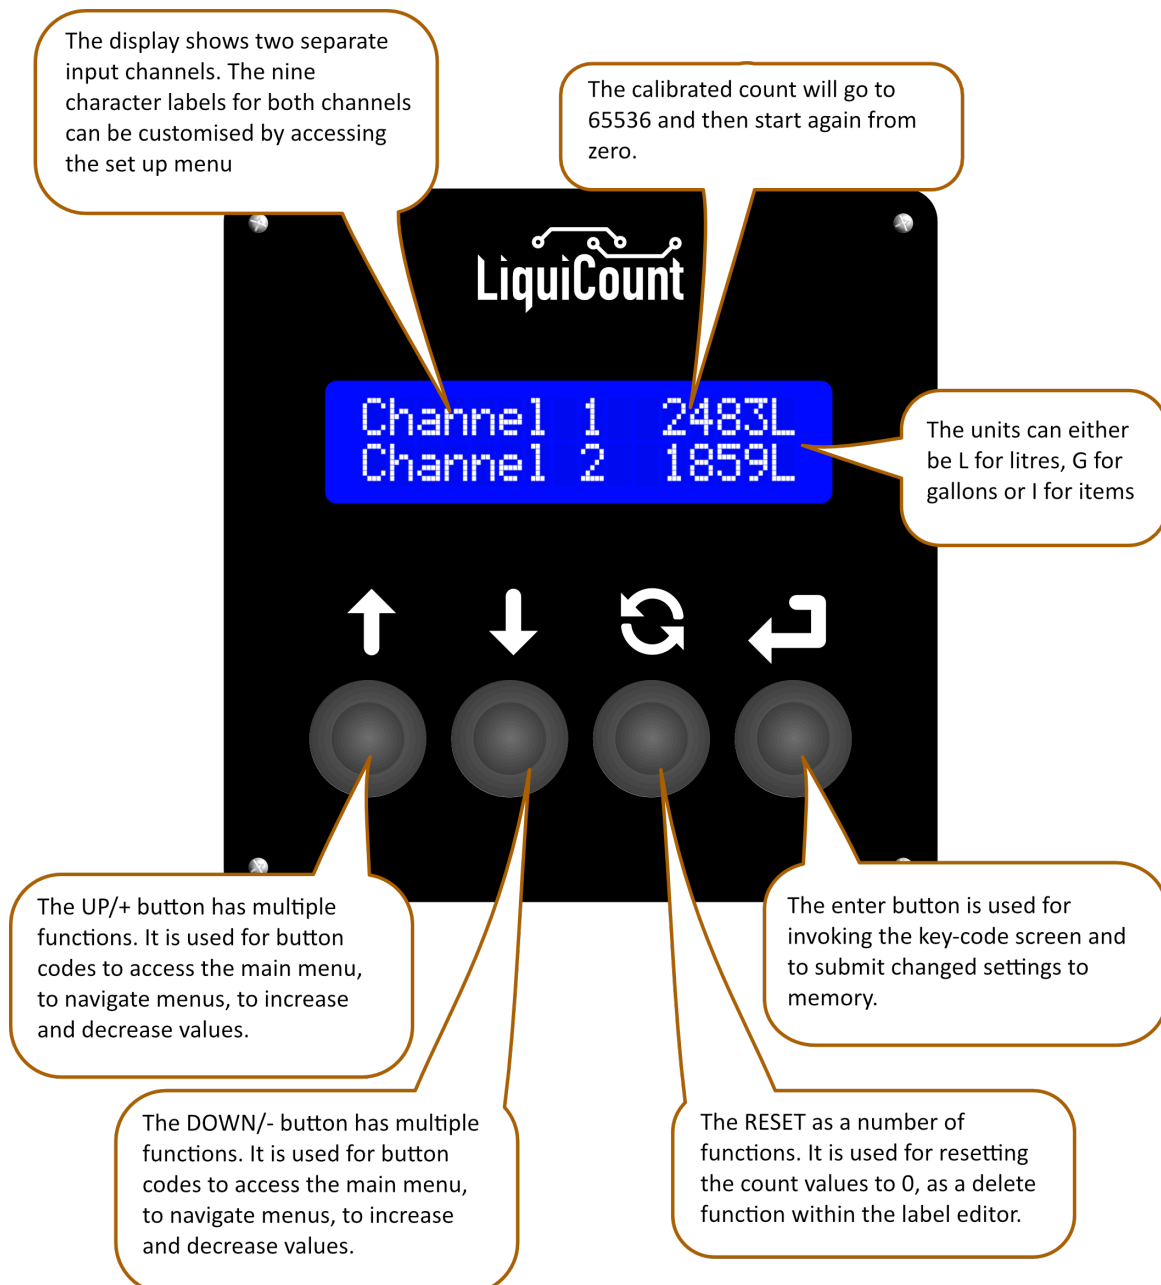 The display shows two separate
input channels. The nine
character labels for both channels
can be customised by accessing
the set up menu
The calibrated count will go to
65536 and then start again from
zero.
LiquiCount
Channel 1 2483L
Channel 2 1859L
The units can either
be L for litres, G for
gallons or I for items
The UP/+ button has multiple
functions. It is used for button
codes to access the main menu,
to navigate menus, to increase
and decrease values.
The enter button is used for
invoking the key-code screen and
to submit changed settings to
memory.
The DOWN/- button has multiple
functions. It is used for button
codes to access the main menu,
to navigate menus, to increase
and decrease values.
The RESET as a number of
functions. It is used for resetting
the count values to 0, as a delete
function within the label editor.